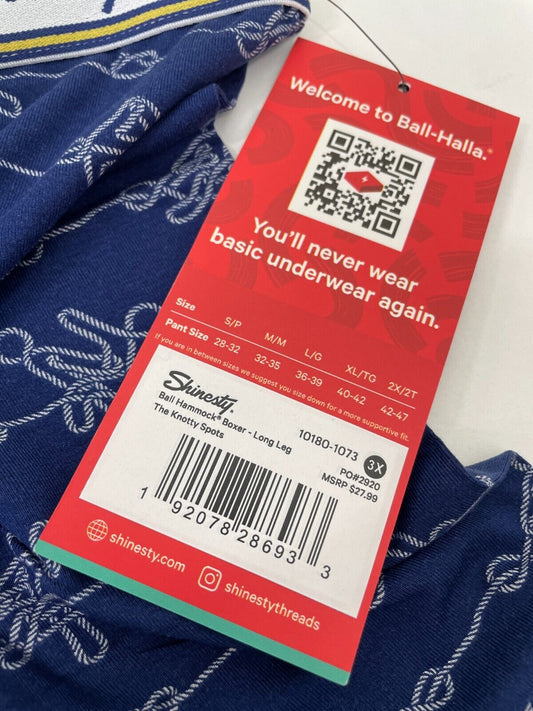 Welcome to Ball-Halla.®
You'll never wear
basic underwear again.
Size S/P M/M L/G XL/TG 2X/2T
Pant Size 28-32 32-35 36-39 40-42 42-47
If you are in between sizes we suggest you size down for a more supportive fit.
Shinesty.
Ball Hammock® Boxer - Long Leg
The Knotty Spots
10180-1073 3X
PO#2920
MSRP $27.99
1 92078 28693 3
shinesty.com
shinestythreads